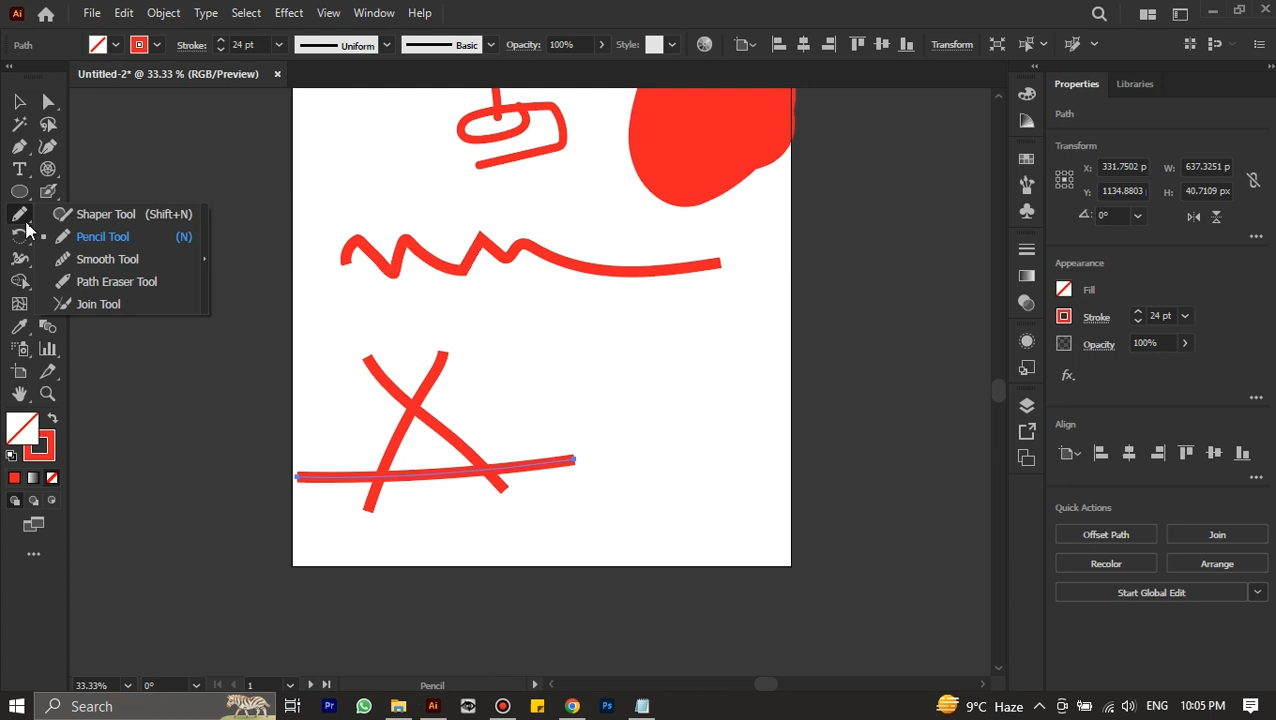 Ai File Edit Object Type Select Effect View Window Help
Path Stroke: 24 pt Uniform Basic Opacity: 100% Style: Transform
Untitled-2* @ 33.33 % (RGB/Preview) ×
Properties Libraries
Path
Transform
X: 331.7502 p W: 637.3251 p
Y: 1134.8803 H: 40.7109 px
0°
Shaper Tool (Shift+N)
Pencil Tool (N)
Smooth Tool
Path Eraser Tool
Join Tool
Appearance
Fill
Stroke 24 pt
Opacity 100%
fx.
Align
Quick Actions
Offset Path Join
Recolor Arrange
Start Global Edit
33.33% 0° 1 Pencil
Search Pr Ai Ps 9°C Haze ENG 10:05 PM